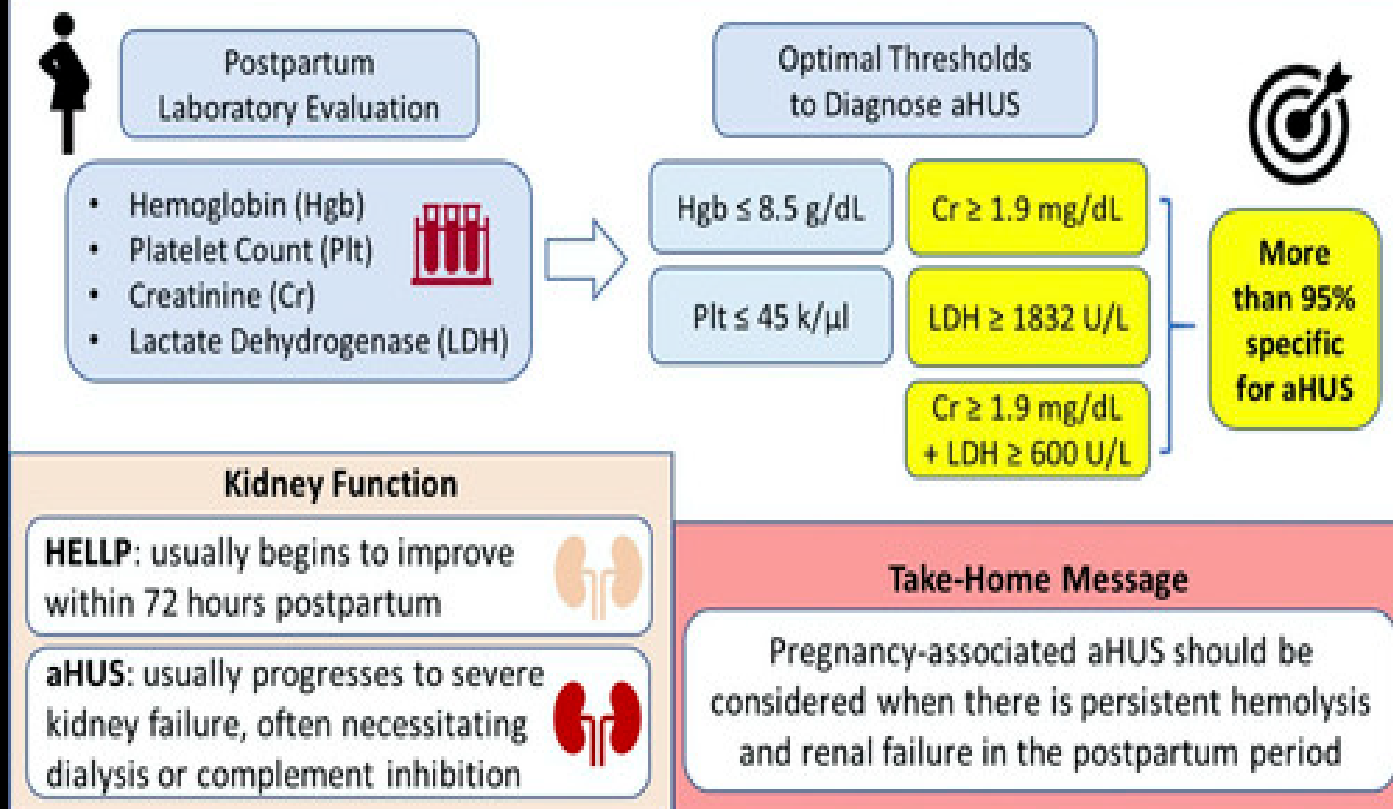 Postpartum
Laboratory Evaluation
• Hemoglobin (Hgb)
• Platelet Count (Plt)
• Creatinine (Cr)
• Lactate Dehydrogenase (LDH)
Optimal Thresholds
to Diagnose aHUS
Hgb ≤ 8.5 g/dL
Cr ≥ 1.9 mg/dL
Plt ≤ 45 k/µl
LDH ≥ 1832 U/L
Cr ≥ 1.9 mg/dL
+ LDH ≥ 600 U/L
More
than 95%
specific
for aHUS
Kidney Function
HELLP: usually begins to improve
within 72 hours postpartum
aHUS: usually progresses to severe
kidney failure, often necessitating
dialysis or complement inhibition
Take-Home Message
Pregnancy-associated aHUS should be
considered when there is persistent hemolysis
and renal failure in the postpartum period